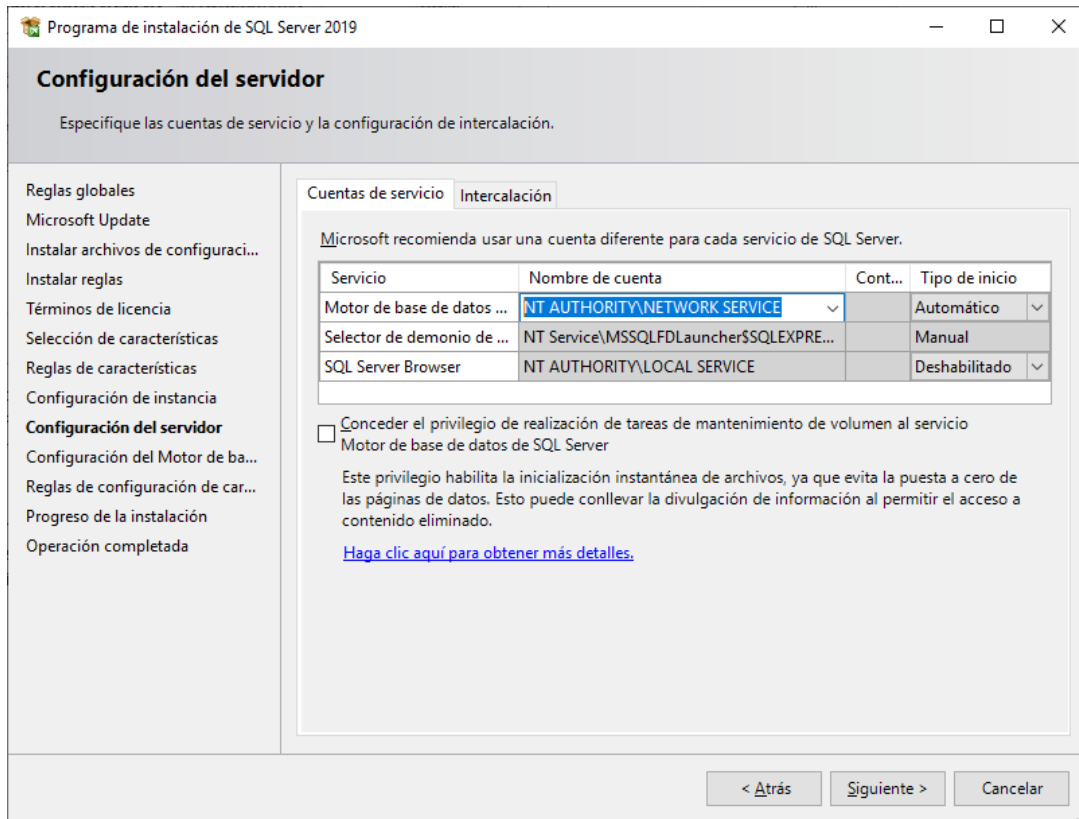 Programa de instalación de SQL Server 2019
Configuración del servidor
Especifique las cuentas de servicio y la configuración de intercalación.
Reglas globales
Microsoft Update
Instalar archivos de configuraci...
Instalar reglas
Términos de licencia
Selección de características
Reglas de características
Configuración de instancia
Configuración del servidor
Configuración del Motor de ba...
Reglas de configuración de car...
Progreso de la instalación
Operación completada
Cuentas de servicio Intercalación
Microsoft recomienda usar una cuenta diferente para cada servicio de SQL Server.
Servicio Nombre de cuenta Cont... Tipo de inicio
Motor de base de datos ... NT AUTHORITY\NETWORK SERVICE Automático
Selector de demonio de ... NT Service\MSSQLFDLauncher$SQLEXPRE... Manual
SQL Server Browser NT AUTHORITY\LOCAL SERVICE Deshabilitado
Conceder el privilegio de realización de tareas de mantenimiento de volumen al servicio
Motor de base de datos de SQL Server
Este privilegio habilita la inicialización instantánea de archivos, ya que evita la puesta a cero de
las páginas de datos. Esto puede conllevar la divulgación de información al permitir el acceso a
contenido eliminado.
Haga clic aquí para obtener más detalles.
< Atrás Siguiente > Cancelar